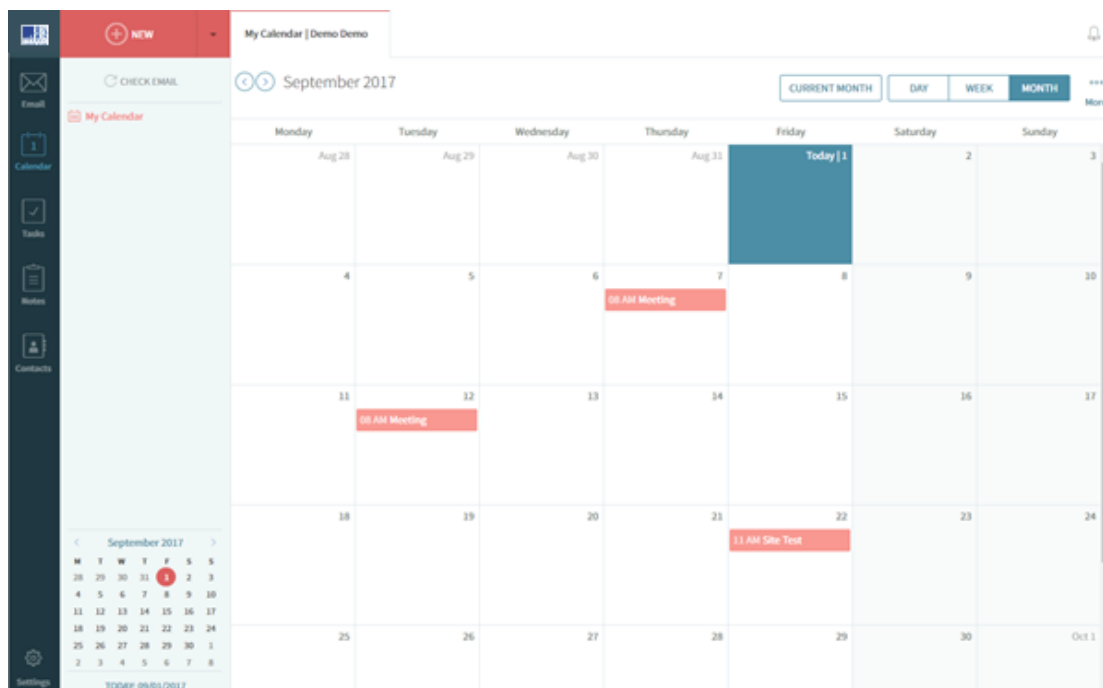 NEW
My Calendar | Demo Demo
Email
Calendar
1
Tasks
Notes
Contacts
Settings
CHECK EMAIL
My Calendar
September 2017
CURRENT MONTH
DAY WEEK MONTH
More
Monday Tuesday Wednesday Thursday Friday Saturday Sunday
Aug 28 Aug 29 Aug 30 Aug 31 Today | 1 2 3
4 5 6 7 8 9 10
08 AM Meeting
11 12 13 14 15 16 17
08 AM Meeting
18 19 20 21 22 23 24
11 AM Site Test
25 26 27 28 29 30 Oct 1
September 2017
M T W T F S S
28 29 30 31 1 2 3
4 5 6 7 8 9 10
11 12 13 14 15 16 17
18 19 20 21 22 23 24
25 26 27 28 29 30 1
2 3 4 5 6 7 8
TODAY 09/01/2017